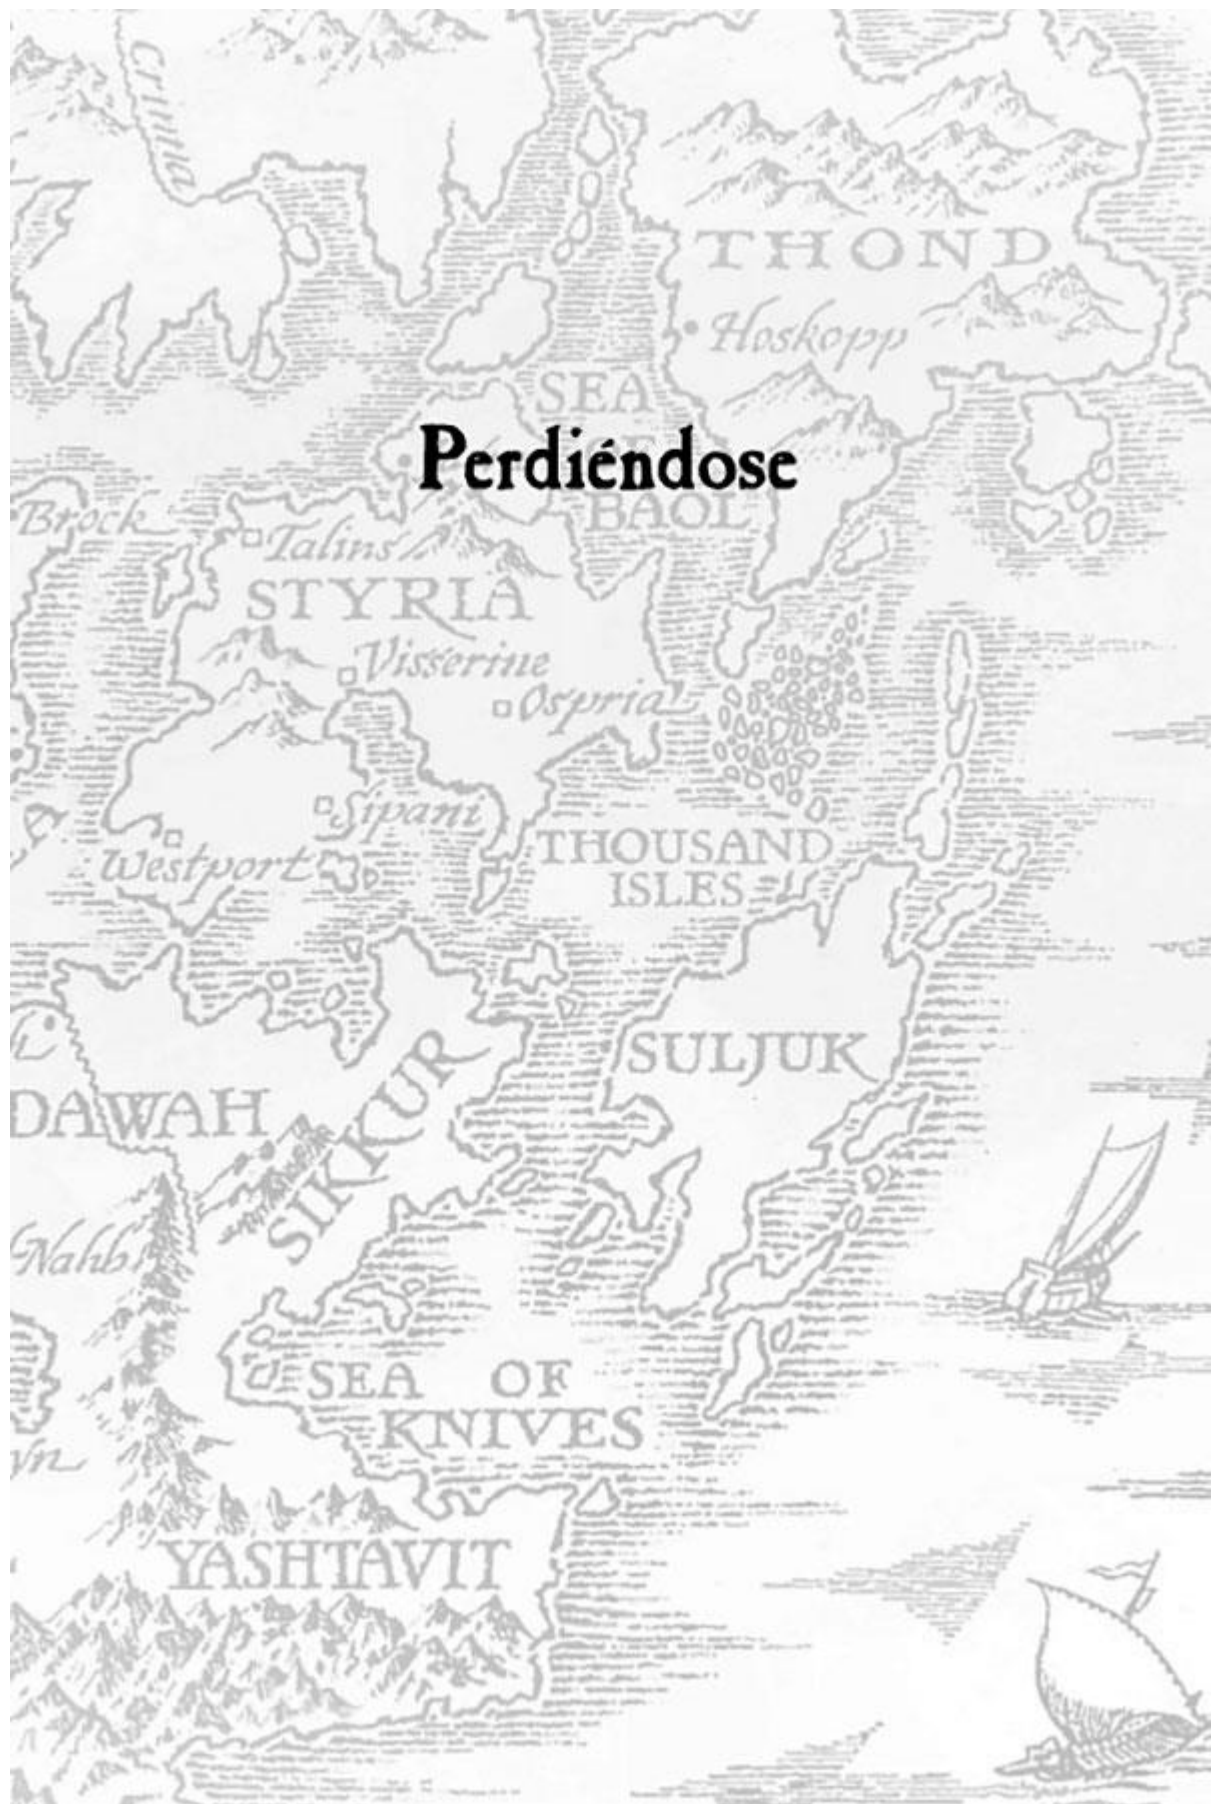 Crinna
THOND
Hoskopp
SEA
Perdiéndose
BAOL
Brock
Talins
STYRIA
Visserine
Ospria
Sipani
Westport
THOUSAND
ISLES
SULJUK
SIKKUR
DAWAH
Nahb
SEA OF
KNIVES
YASHTAVIT